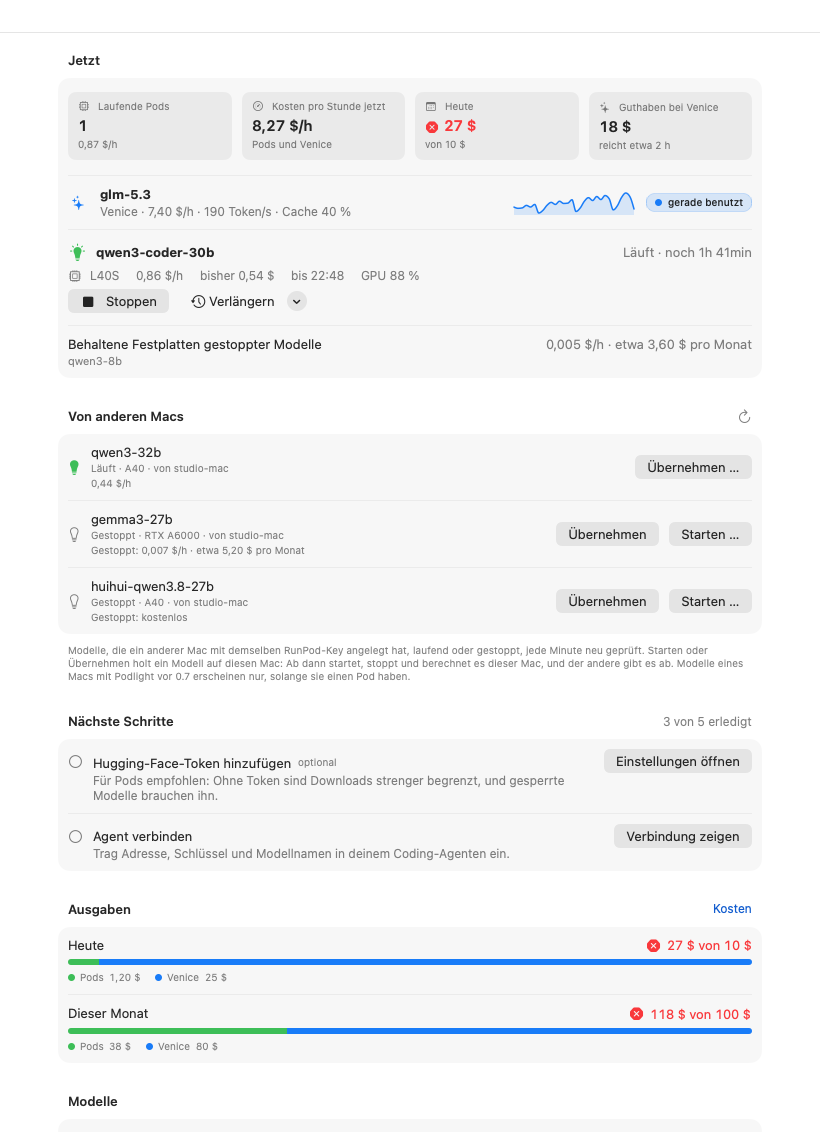 Jetzt
Laufende Pods
1
0,87 $/h
Kosten pro Stunde jetzt
8,27 $/h
Pods und Venice
Heute
27 $
von 10 $
Guthaben bei Venice
18 $
reicht etwa 2 h
glm-5.3
Venice · 7,40 $/h · 190 Token/s · Cache 40 %
gerade benutzt
qwen3-coder-30b
Läuft · noch 1h 41min
L40S 0,86 $/h bisher 0,54 $ bis 22:48 GPU 88 %
Stoppen
Verlängern
Behaltene Festplatten gestoppter Modelle
0,005 $/h · etwa 3,60 $ pro Monat
qwen3-8b
Von anderen Macs
qwen3-32b
Läuft · A40 · von studio-mac
0,44 $/h
Übernehmen ...
gemma3-27b
Gestoppt · RTX A6000 · von studio-mac
Gestoppt: 0,007 $/h · etwa 5,20 $ pro Monat
Übernehmen
Starten ...
huihui-qwen3.8-27b
Gestoppt · A40 · von studio-mac
Gestoppt: kostenlos
Übernehmen
Starten ...
Modelle, die ein anderer Mac mit demselben RunPod-Key angelegt hat, laufend oder gestoppt, jede Minute neu geprüft. Starten oder
Übernehmen holt ein Modell auf diesen Mac: Ab dann startet, stoppt und berechnet es dieser Mac, und der andere gibt es ab. Modelle eines
Macs mit Podlight vor 0.7 erscheinen nur, solange sie einen Pod haben.
Nächste Schritte
3 von 5 erledigt
Hugging-Face-Token hinzufügen optional
Für Pods empfohlen: Ohne Token sind Downloads strenger begrenzt, und gesperrte
Modelle brauchen ihn.
Einstellungen öffnen
Agent verbinden
Trag Adresse, Schlüssel und Modellnamen in deinem Coding-Agenten ein.
Verbindung zeigen
Ausgaben
Kosten
Heute
27 $ von 10 $
Pods 1,20 $ Venice 25 $
Dieser Monat
118 $ von 100 $
Pods 38 $ Venice 80 $
Modelle